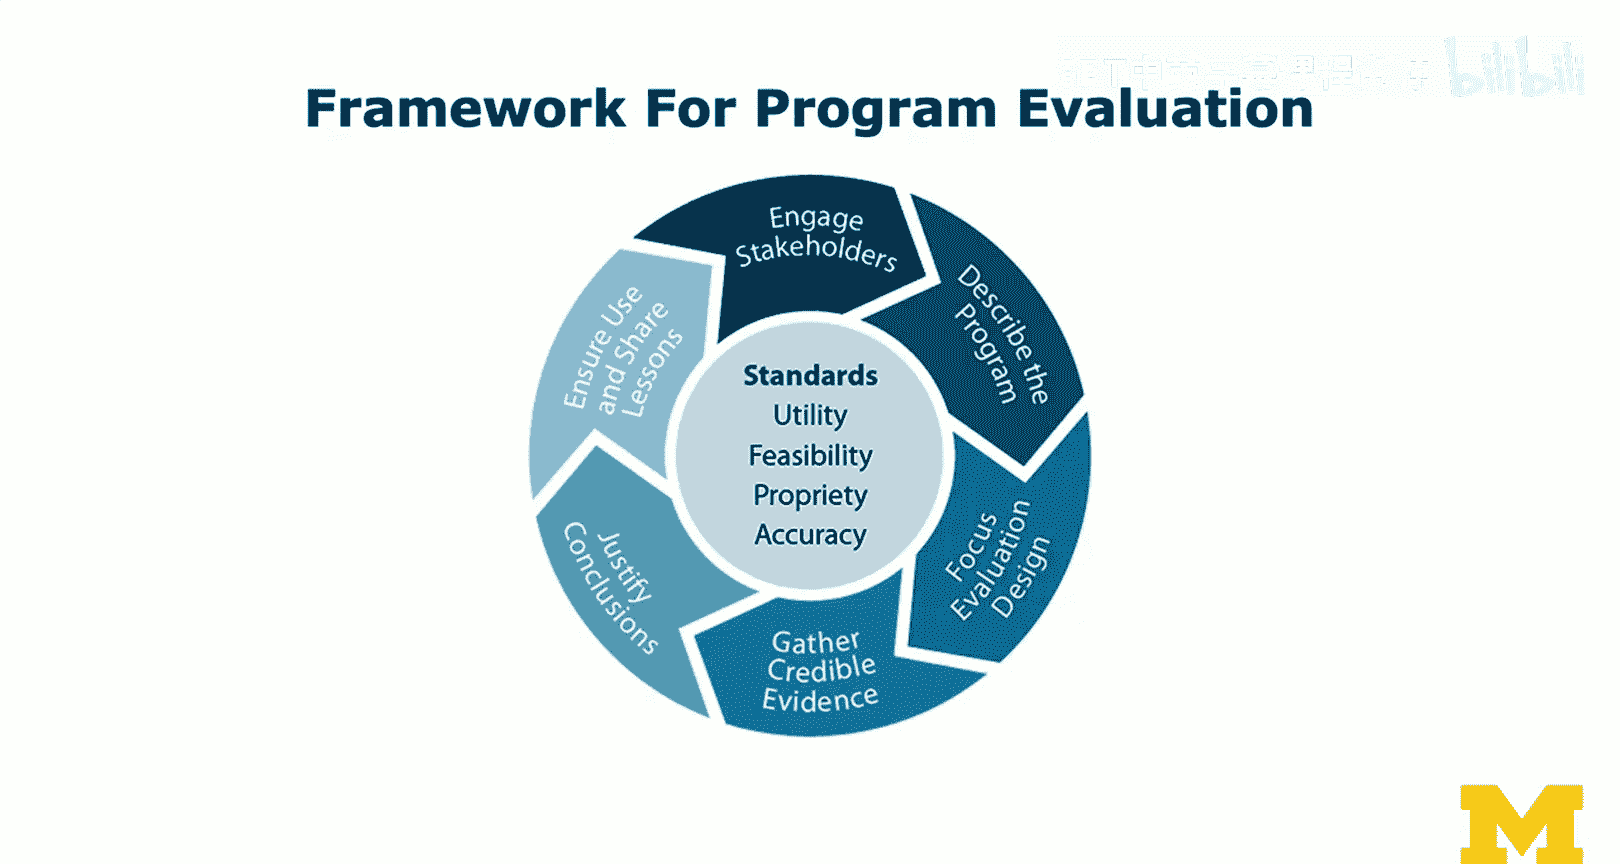 Framework For Program Evaluation
Engage
Stakeholders
Describe the
Program
Focus
Evaluation
Design
Gather
Credible
Evidence
Justify
Conclusions
Ensure Use
and Share
Lessons
Standards
Utility
Feasibility
Propriety
Accuracy
bilibili
M